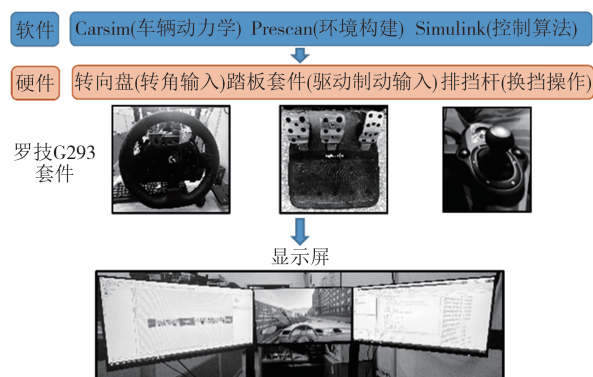 软件 Carsim(车辆动力学) Prescan(环境构建) Simulink(控制算法)
硬件 转向盘(转角输入)踏板套件(驱动制动输入)排挡杆(换挡操作)
罗技G293
套件
显示屏